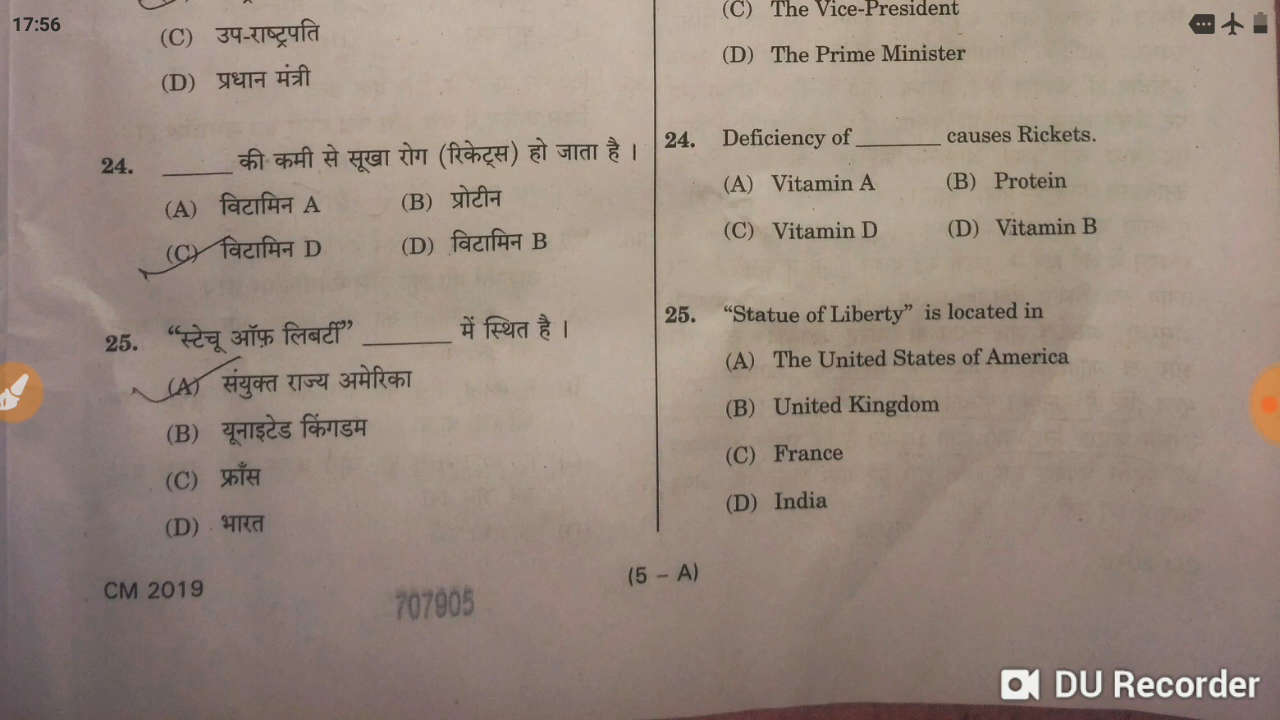 17:56
(C) उप-राष्ट्रपति
(D) प्रधान मंत्री
24. ______ की कमी से सूखा रोग (रिकेट्स) हो जाता है ।
(A) विटामिन A (B) प्रोटीन
(C) विटामिन D (D) विटामिन B
25. “स्टेचू ऑफ़ लिबर्टी” ______ में स्थित है ।
(A) संयुक्त राज्य अमेरिका
(B) यूनाइटेड किंगडम
(C) फ्राँस
(D) भारत
(C) The Vice-President
(D) The Prime Minister
24. Deficiency of ______ causes Rickets.
(A) Vitamin A (B) Protein
(C) Vitamin D (D) Vitamin B
25. “Statue of Liberty” is located in
(A) The United States of America
(B) United Kingdom
(C) France
(D) India
CM 2019
(5 – A)
707905
DU Recorder